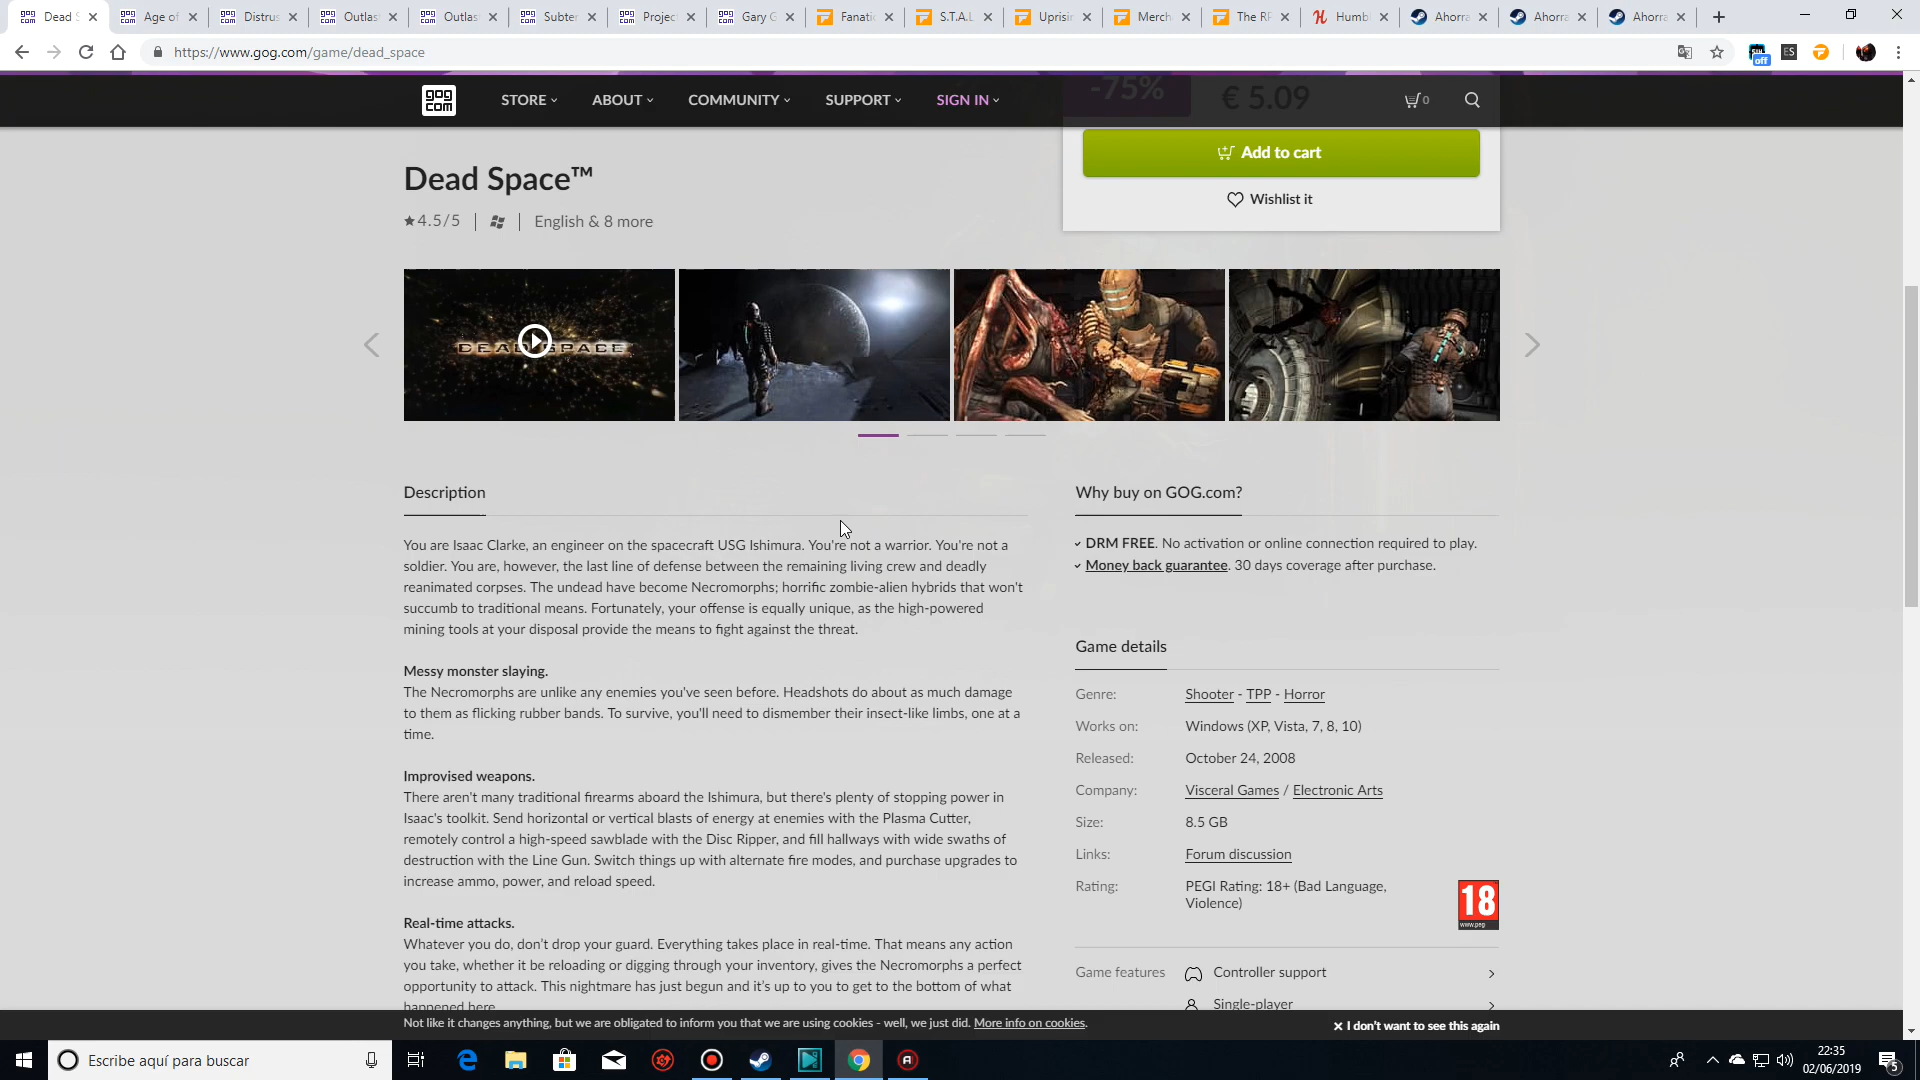 Dead S
Age of
Distrus
Outlas
Outlas
Subter
Projec
Gary G
Fanatic
S.T.A.L
Uprisin
Merch
The RP
Humb
Ahorra
Ahorra
Ahorra
https://www.gog.com/game/dead_space
off
ES
gog
com
STORE
ABOUT
COMMUNITY
SUPPORT
SIGN IN
-75%
€ 5.09
0
Add to cart
Wishlist it
Dead Space™
4.5/5
English & 8 more
DEAD SPACE
Description
You are Isaac Clarke, an engineer on the spacecraft USG Ishimura. You're not a warrior. You're not a
soldier. You are, however, the last line of defense between the remaining living crew and deadly
reanimated corpses. The undead have become Necromorphs; horrific zombie-alien hybrids that won't
succumb to traditional means. Fortunately, your offense is equally unique, as the high-powered
mining tools at your disposal provide the means to fight against the threat.
Messy monster slaying.
The Necromorphs are unlike any enemies you've seen before. Headshots do about as much damage
to them as flicking rubber bands. To survive, you'll need to dismember their insect-like limbs, one at a
time.
Improvised weapons.
There aren't many traditional firearms aboard the Ishimura, but there's plenty of stopping power in
Isaac's toolkit. Send horizontal or vertical blasts of energy at enemies with the Plasma Cutter,
remotely control a high-speed sawblade with the Disc Ripper, and fill hallways with wide swaths of
destruction with the Line Gun. Switch things up with alternate fire modes, and purchase upgrades to
increase ammo, power, and reload speed.
Real-time attacks.
Whatever you do, don't drop your guard. Everything takes place in real-time. That means any action
you take, whether it be reloading or digging through your inventory, gives the Necromorphs a perfect
opportunity to attack. This nightmare has just begun and it's up to you to get to the bottom of what
happened here.
Why buy on GOG.com?
DRM FREE. No activation or online connection required to play.
Money back guarantee. 30 days coverage after purchase.
Game details
Genre: Shooter - TPP - Horror
Works on: Windows (XP, Vista, 7, 8, 10)
Released: October 24, 2008
Company: Visceral Games / Electronic Arts
Size: 8.5 GB
Links: Forum discussion
Rating: PEGI Rating: 18+ (Bad Language,
Violence)
18
www.peg
Game features Controller support
Single-player
Not like it changes anything, but we are obligated to inform you that we are using cookies - well, we just did. More info on cookies.
× I don't want to see this again
Escribe aquí para buscar
22:35
02/06/2019
5